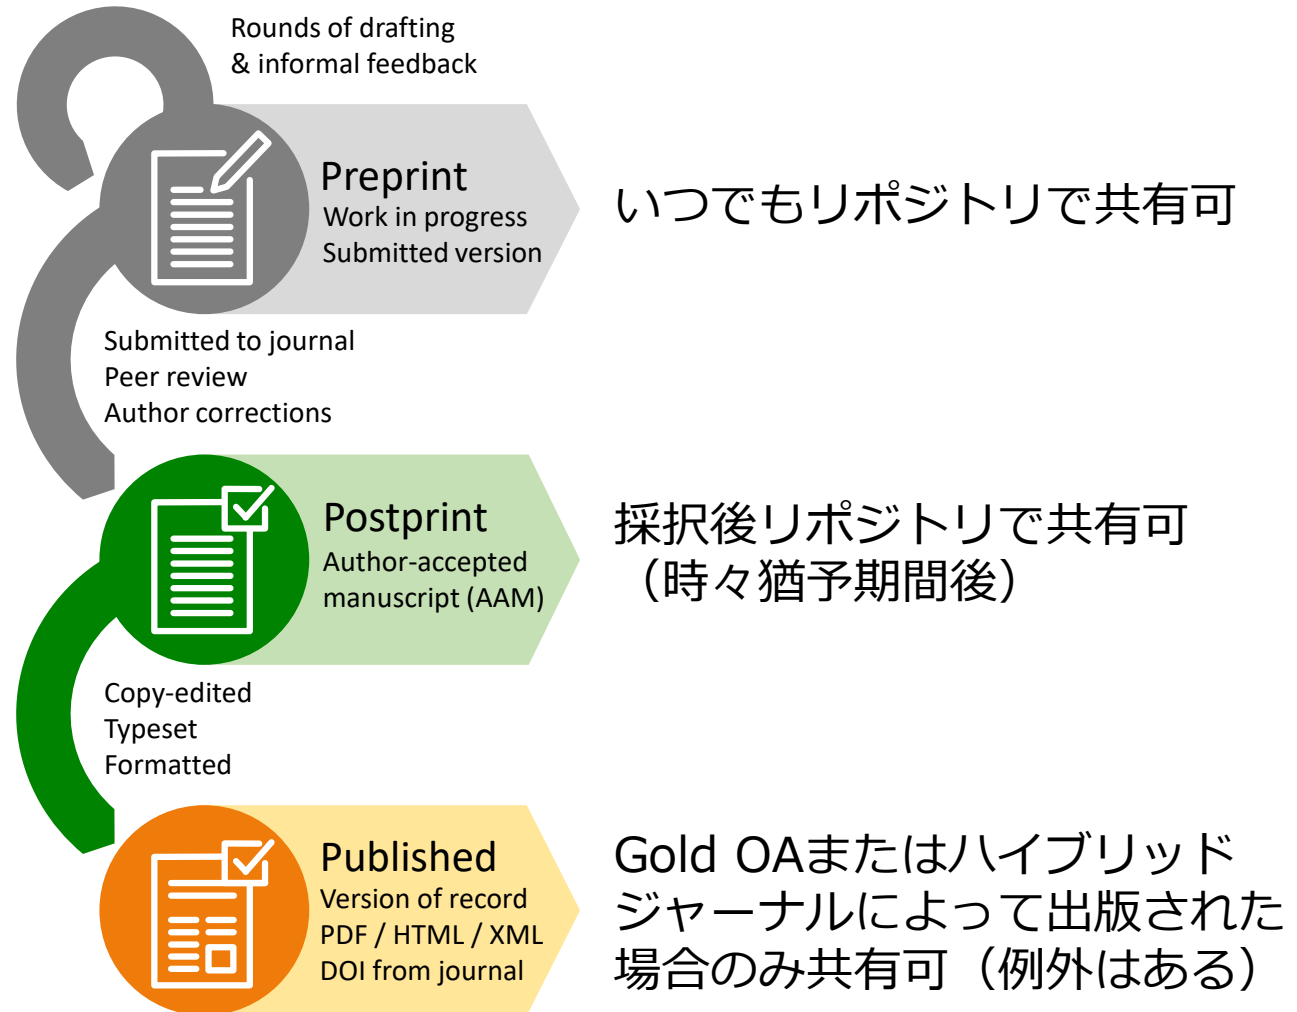 Rounds of drafting
& informal feedback
Preprint
Work in progress
Submitted version
いつでもリポジトリで共有可
Submitted to journal
Peer review
Author corrections
Postprint
Author-accepted
manuscript (AAM)
採択後リポジトリで共有可
（時々猶予期間後）
Copy-edited
Typeset
Formatted
Published
Version of record
PDF / HTML / XML
DOI from journal
Gold OAまたはハイブリッド
ジャーナルによって出版された
場合のみ共有可（例外はある）